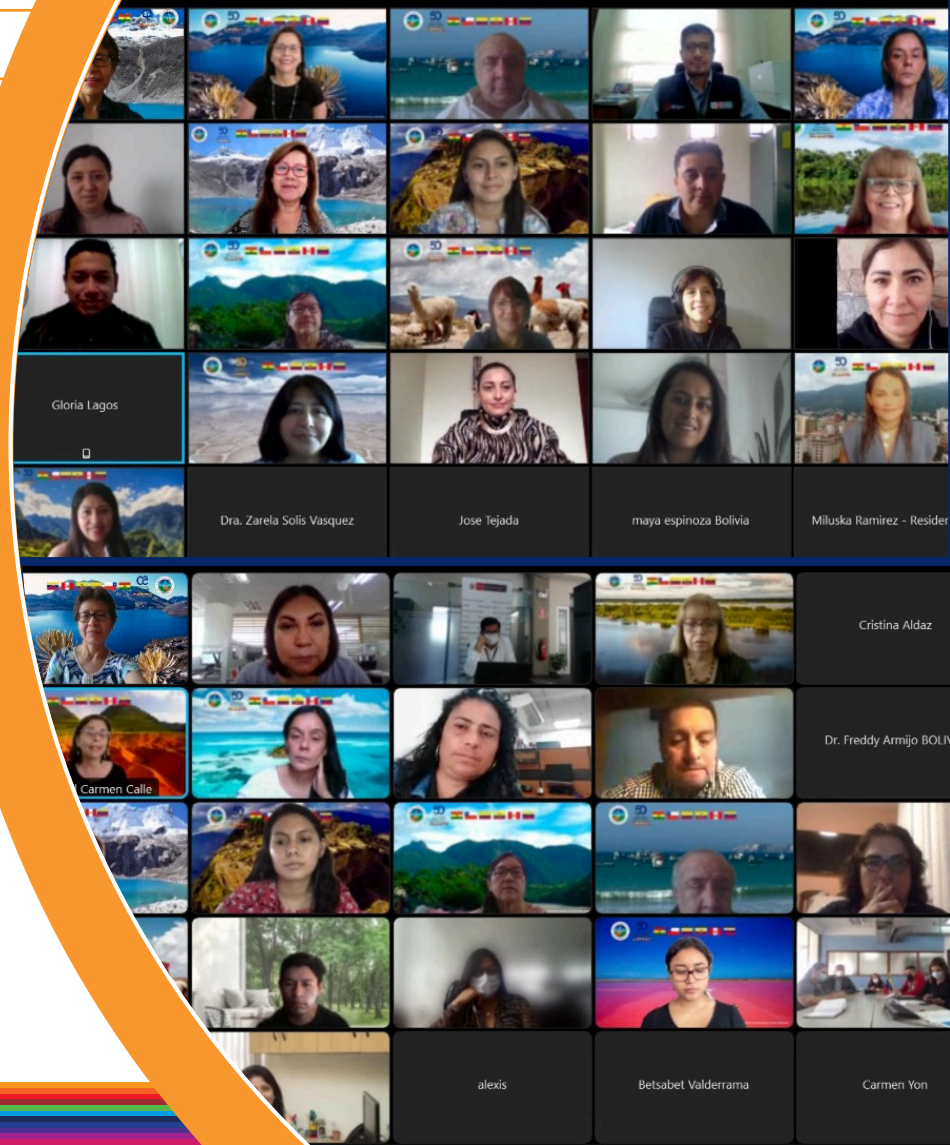 Gloria Lagos
Dra. Zarela Solis Vasquez
Jose Tejada
maya espinoza Bolivia
Miluska Ramirez - Residen
Cristina Aldaz
Carmen Calle
Dr. Freddy Armijo BOLIV
alexis
Betsabet Valderrama
Carmen Yon